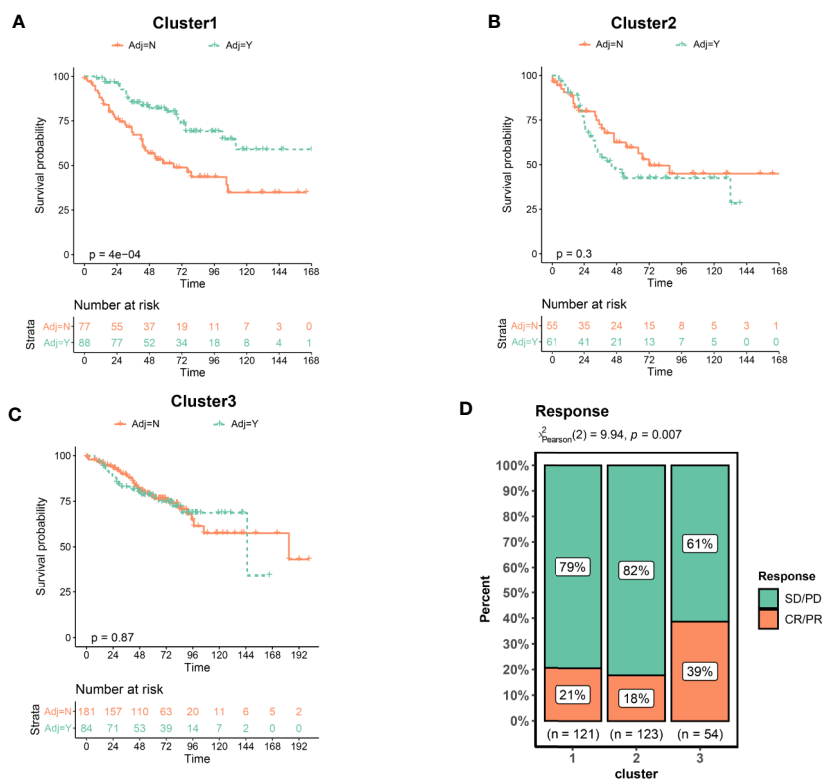 A
Cluster1
Adj=N Adj=Y
Survival probability
100
75
50
25
0
p = 4e−04
0 24 48 72 96 120 144 168
Time
Number at risk
Strata
Adj=N 77 55 37 19 11 7 3 0
Adj=Y 88 77 52 34 18 8 4 1
0 24 48 72 96 120 144 168
Time
B
Cluster2
Adj=N Adj=Y
Survival probability
100
75
50
25
0
p = 0.3
0 24 48 72 96 120 144 168
Time
Number at risk
Strata
Adj=N 55 35 24 15 8 5 3 1
Adj=Y 61 41 21 13 7 5 0 0
0 24 48 72 96 120 144 168
Time
C
Cluster3
Adj=N Adj=Y
Survival probability
100
75
50
25
0
p = 0.87
0 24 48 72 96 120 144 168 192
Time
Number at risk
Strata
Adj=N 181 157 110 63 20 11 6 5 2
Adj=Y 84 71 53 39 14 7 2 0 0
0 24 48 72 96 120 144 168 192
Time
D
Response
χ²Pearson(2) = 9.94, p = 0.007
Percent
100%
90%
80%
70%
60%
50%
40%
30%
20%
10%
0%
79% 82% 61%
21% 18% 39%
(n = 121) (n = 123) (n = 54)
1 2 3
cluster
Response
SD/PD
CR/PR